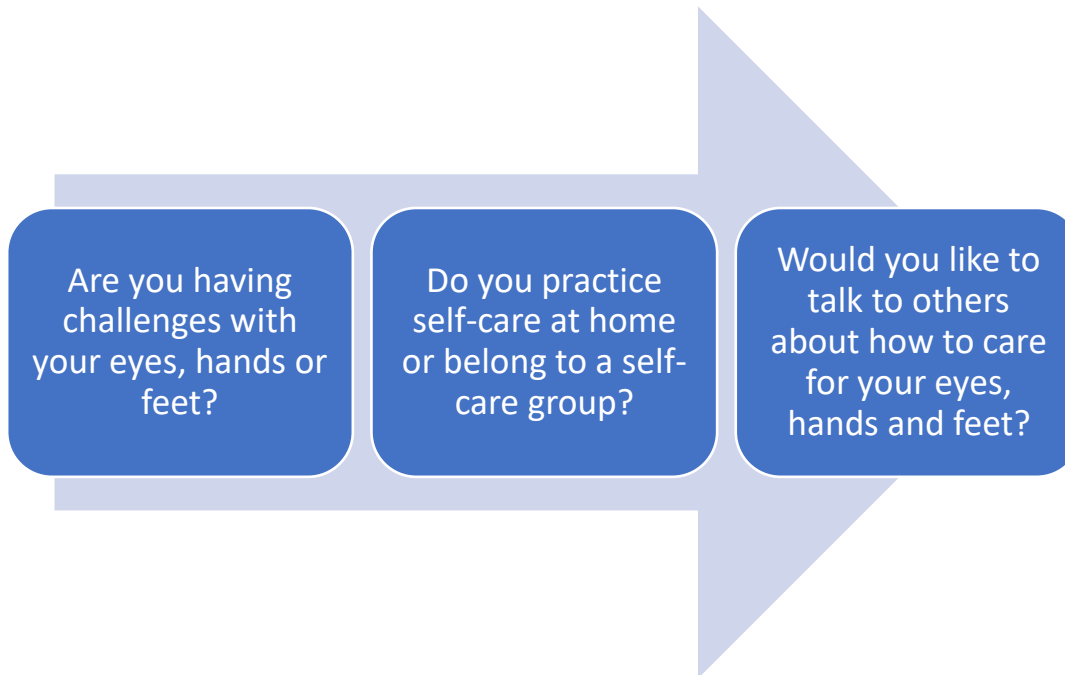 Are you having
challenges with
your eyes, hands or
feet?
Do you practice
self-care at home
or belong to a self-
care group?
Would you like to
talk to others
about how to care
for your eyes,
hands and feet?